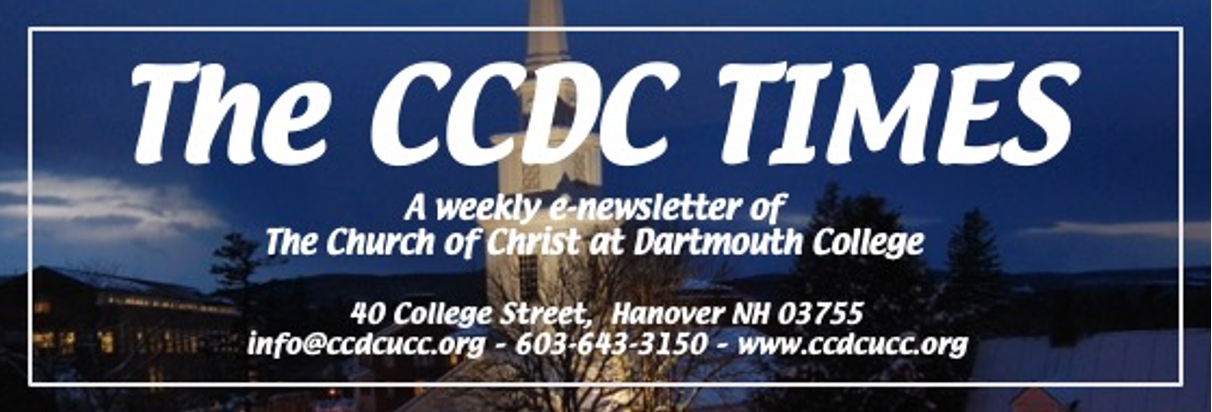 The CCDC TIMES
A weekly e-newsletter of
The Church of Christ at Dartmouth College
40 College Street,  Hanover NH 03755
info@ccdcucc.org - 603-643-3150 - www.ccdcucc.org